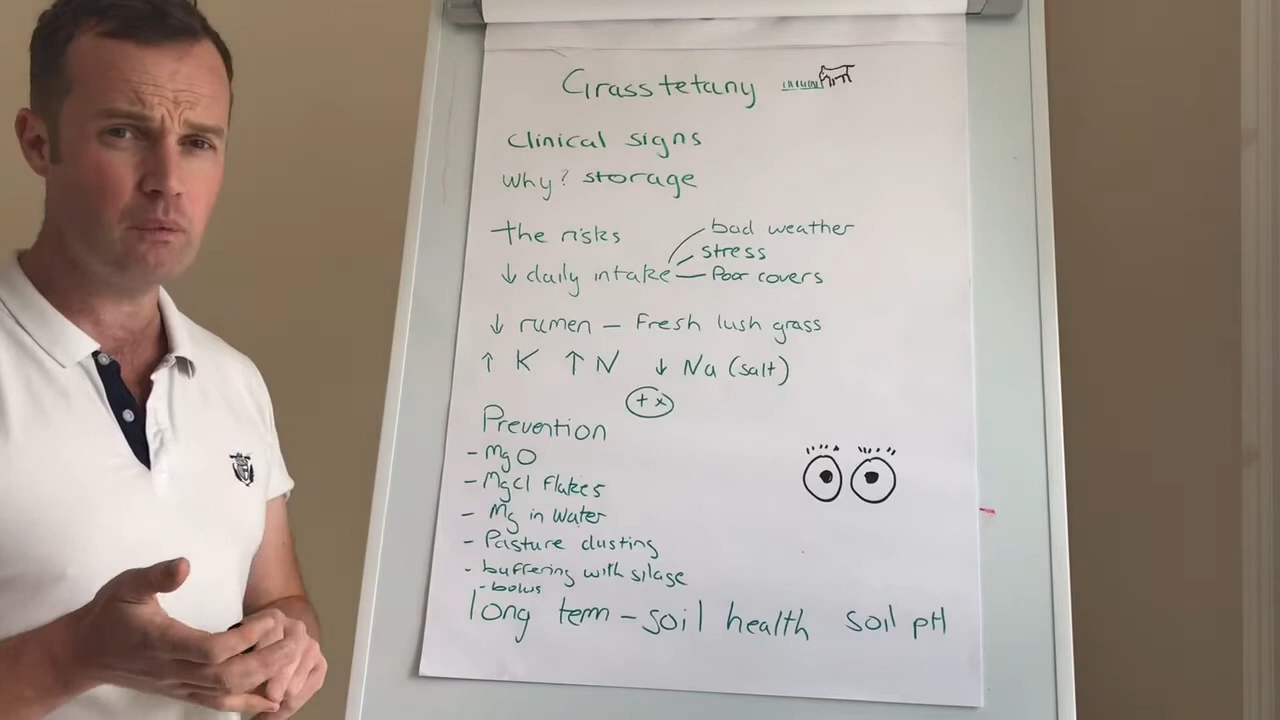 Grasstetany
Clinical signs
Why? storage
The risks
bad weather
stress
↓ daily intake — Poor covers
↓ rumen — Fresh lush grass
↑ K ↑ N ↓ Na (salt)
+ x
Prevention
- MgO
- MgCl Flakes
- Mg in Water
- Pasture dusting
- buffering with silage
- bolus
long term - soil health soil pH